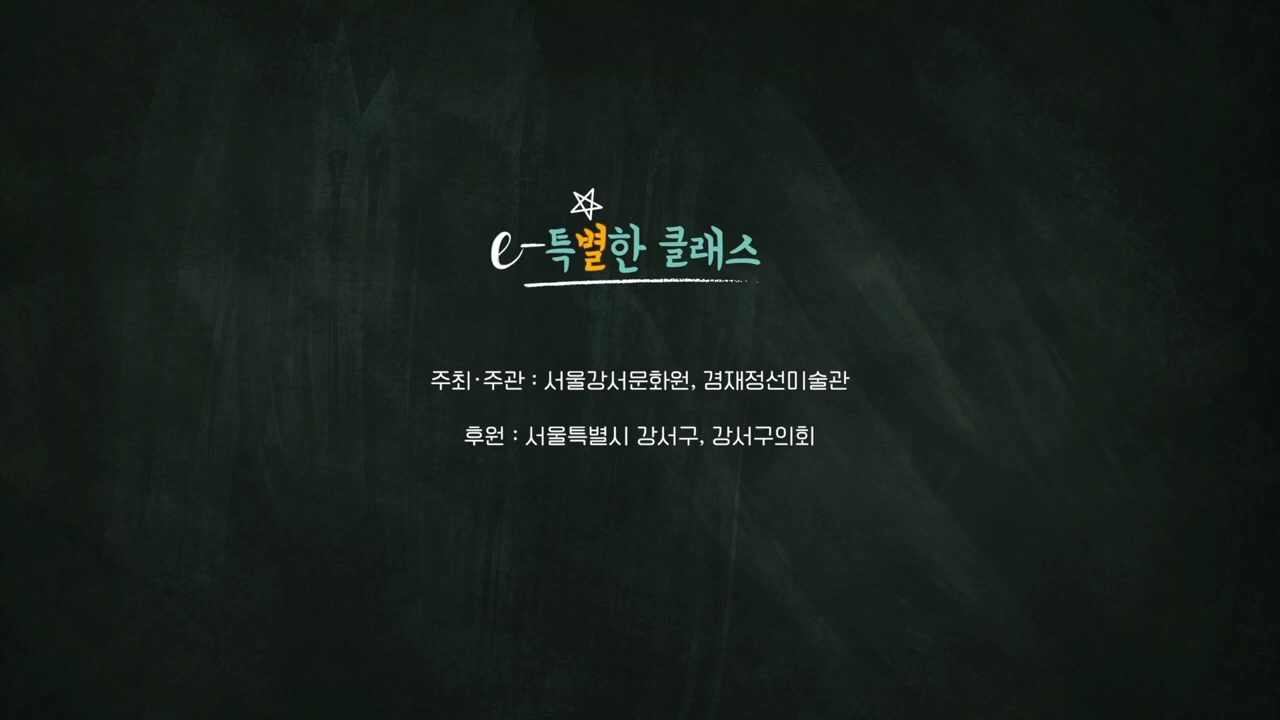 e-특별한 클래스
주최·주관 : 서울강서문화원, 겸재정선미술관
후원 : 서울특별시 강서구, 강서구의회